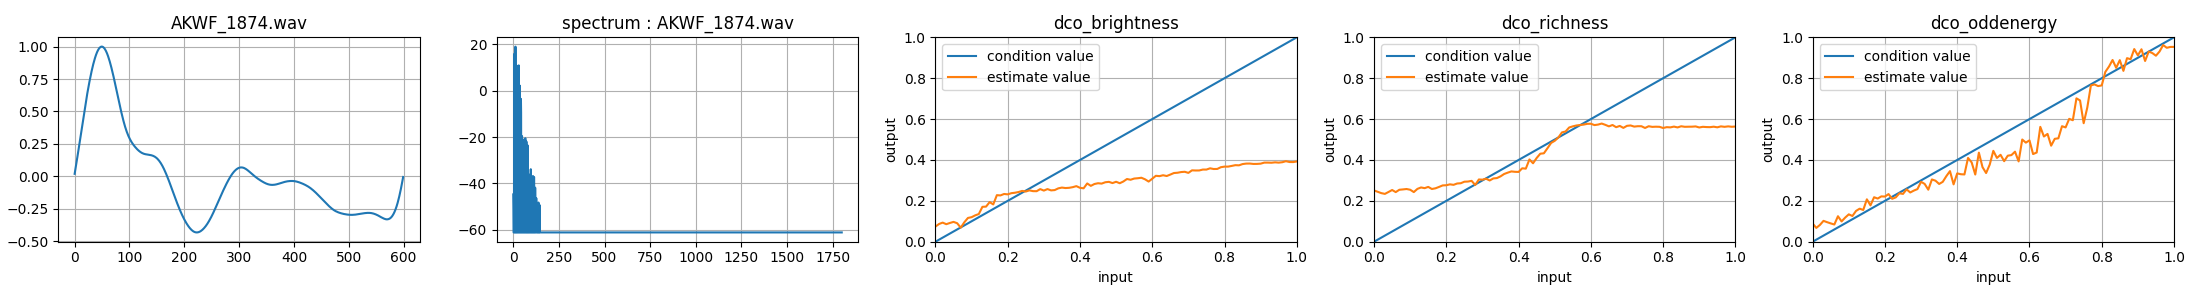 AKWF_1874.wav
1.00
0.75
0.50
0.25
0.00
−0.25
−0.50
0 100 200 300 400 500 600
spectrum : AKWF_1874.wav
20
0
−20
−40
−60
0 250 500 750 1000 1250 1500 1750
dco_brightness
condition value
estimate value
output
1.0
0.8
0.6
0.4
0.2
0.0
0.0 0.2 0.4 0.6 0.8 1.0
input
dco_richness
condition value
estimate value
output
1.0
0.8
0.6
0.4
0.2
0.0
0.0 0.2 0.4 0.6 0.8 1.0
input
dco_oddenergy
condition value
estimate value
output
1.0
0.8
0.6
0.4
0.2
0.0
0.0 0.2 0.4 0.6 0.8 1.0
input